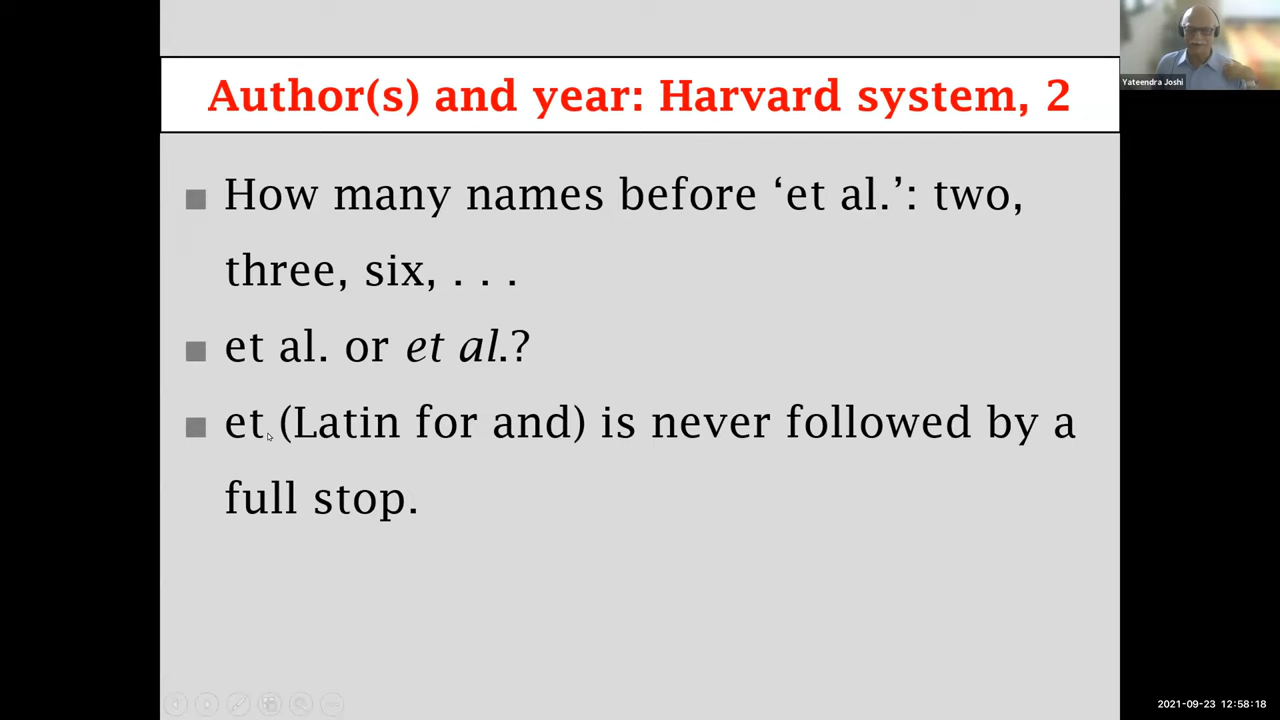 Author(s) and year: Harvard system, 2
Yateendra Joshi
■ How many names before ‘et al.’: two,
three, six, . . .
■ et al. or et al.?
■ et (Latin for and) is never followed by a
full stop.
2021-09-23 12:58:18